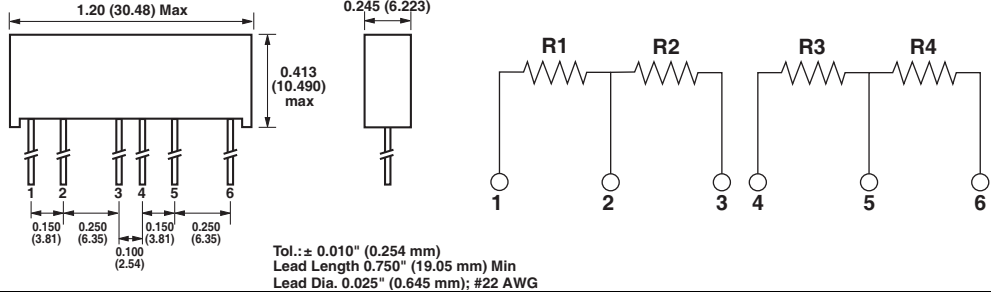 1.20 (30.48) Max
0.245 (6.223)
0.413
(10.490)
max
1 2 3 4 5 6
0.150
(3.81)
0.250
(6.35)
0.100
(2.54)
0.150
(3.81)
0.250
(6.35)
R1 R2 R3 R4
1 2 3 4 5 6
Tol.:± 0.010" (0.254 mm)
Lead Length 0.750" (19.05 mm) Min
Lead Dia. 0.025" (0.645 mm); #22 AWG